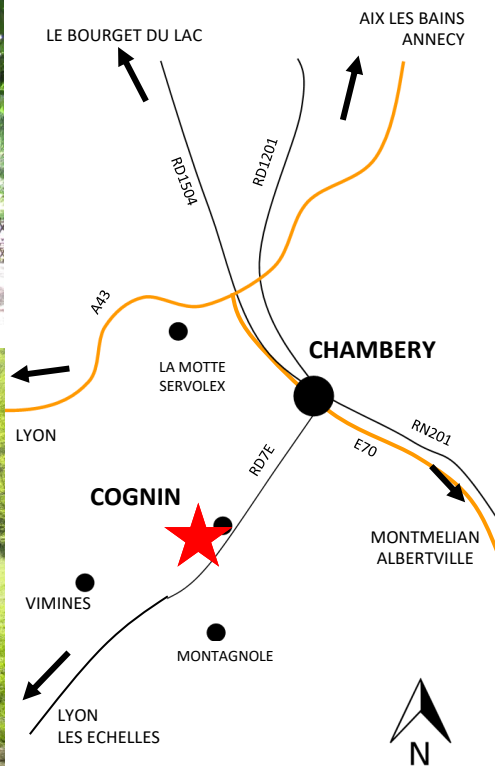 LE BOURGET DU LAC
AIX LES BAINS
ANNECY
RD1504
RD1201
A43
LA MOTTE
SERVOLEX
CHAMBERY
LYON
RN201
E70
RD7E
COGNIN
MONTMELIAN
ALBERTVILLE
VIMINES
MONTAGNOLE
LYON
LES ECHELLES
N